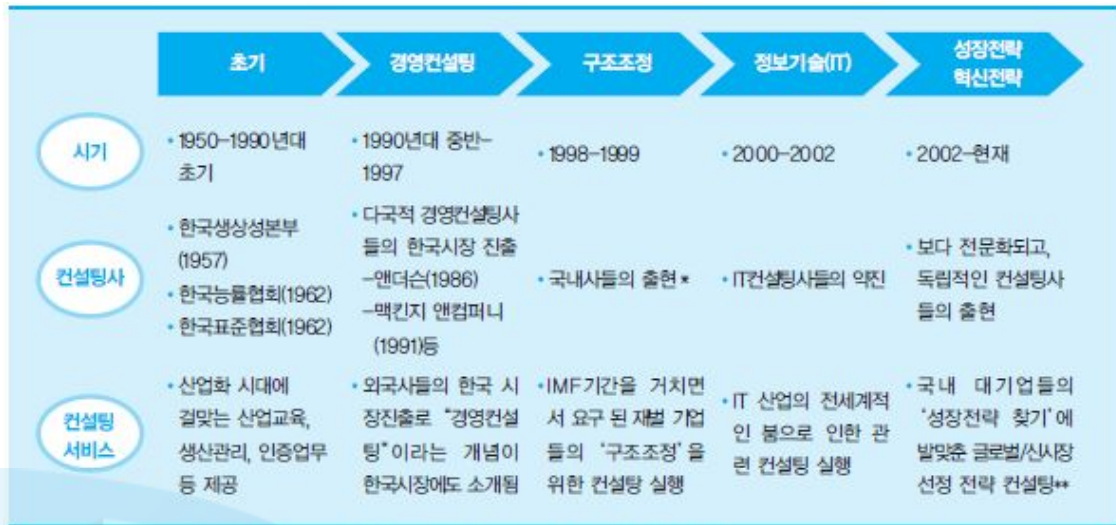 초기
경영컨설팅
구조조정
정보기술(IT)
성장전략
혁신전략
시기
• 1950-1990년대
초기
• 1990년대 중반-
1997
• 1998-1999
• 2000-2002
• 2002-현재
컨설팅사
• 한국생상성본부
(1957)
• 한국능률협회(1962)
• 한국표준협회(1962)
• 다국적 경영컨설팅사
들의 한국시장 진출
-앤더슨(1986)
-맥킨지 앤컴퍼니
(1991)등
• 국내사들의 출현*
• IT컨설팅사들의 약진
• 보다 전문화되고,
독립적인 컨설팅사
들의 출현
컨설팅
서비스
• 산업화 시대에
걸맞는 산업교육,
생산관리, 인증업무
등 제공
• 외국사들의 한국 시
장진출로 "경영컨설
팅"이라는 개념이
한국시장에도 소개됨
• IMF기간을 거치면
서 요구 된 재벌 기업
들의 '구조조정'을
위한 컨설탕 실행
• IT 산업의 전세계적
인 붐으로 인한 관
련 컨설팅 실행
• 국내 대기업들의
'성장전략 찾기'에
발맞춘 글로벌/신시장
선정 전략 컨설팅**